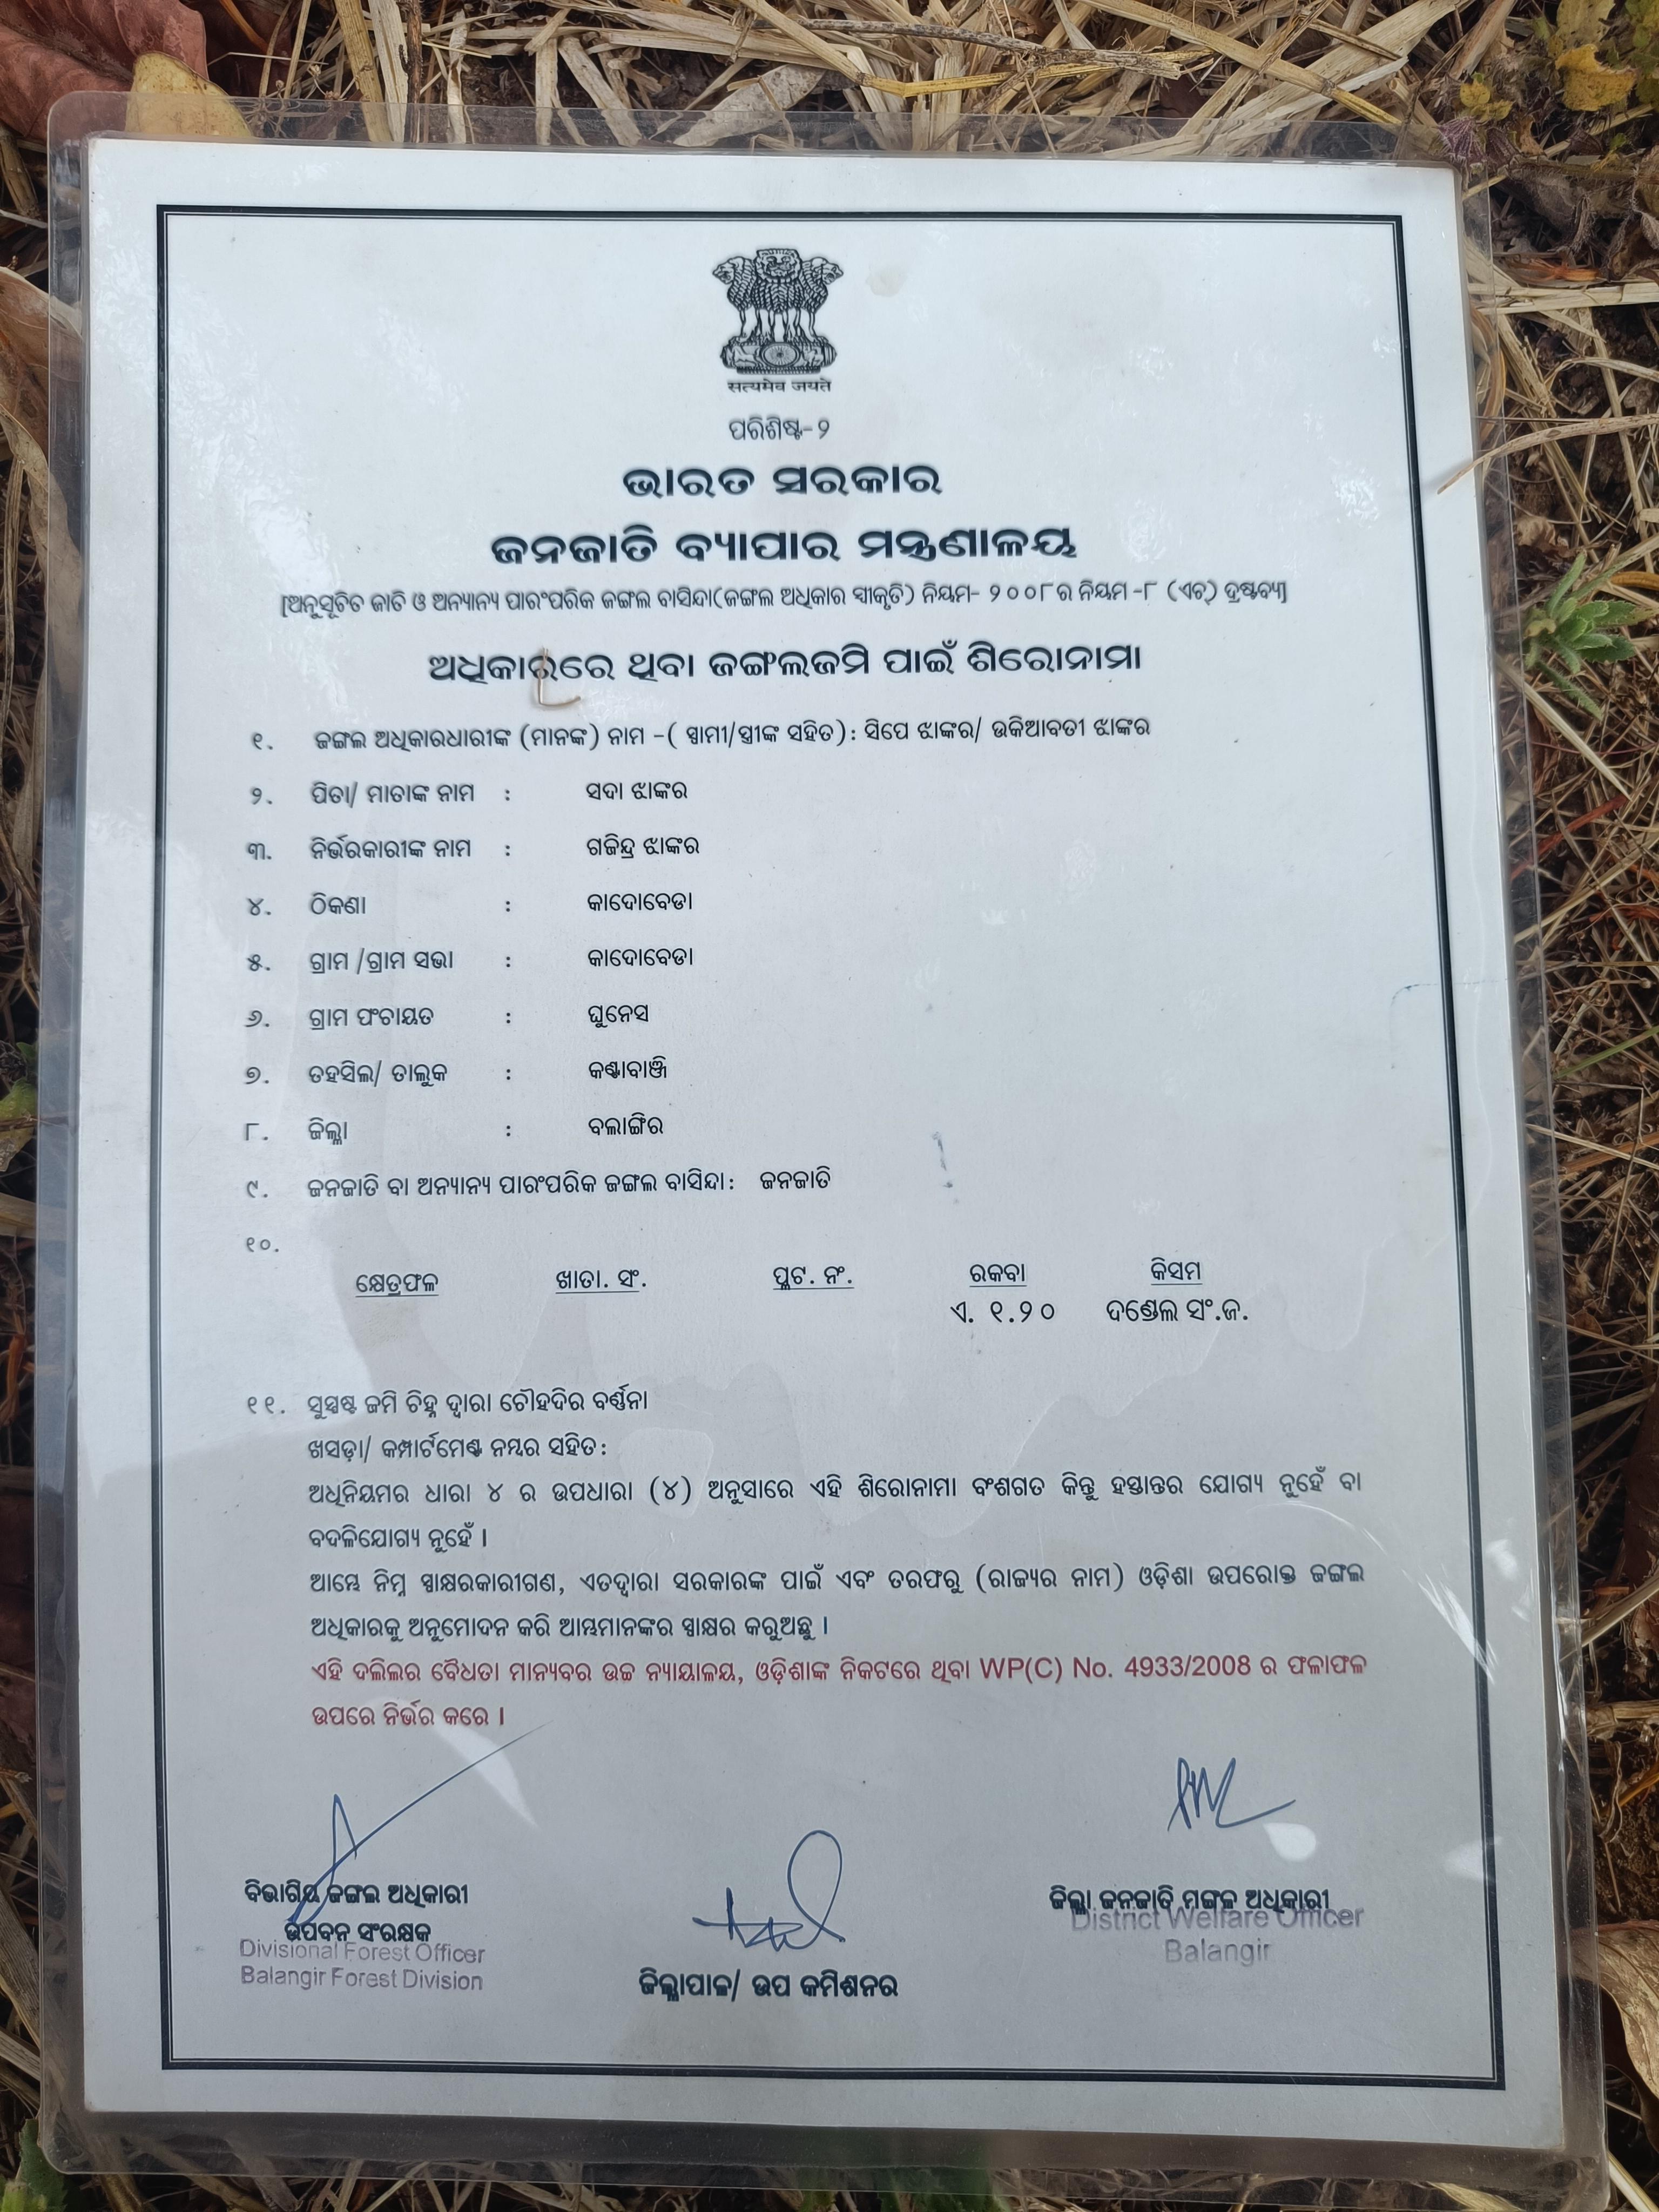 सत्यमेव जयते
ପରିଶିଷ୍ଟ-୨
ଭାରତ ସରକାର
ଜନଜାତି ବ୍ୟାପାର ମନ୍ତ୍ରଣାଳୟ
[ଅନୁସୂଚିତ ଜାତି ଓ ଅନ୍ୟାନ୍ୟ ପାରଂପରିକ ଜଙ୍ଗଲ ବାସିନ୍ଦା(ଜଙ୍ଗଲ ଅଧିକାର ସ୍ୱୀକୃତି) ନିୟମ- ୨୦୦୮ର ନିୟମ -୮ (ଏଚ୍) ଦ୍ରଷ୍ଟବ୍ୟ]
ଅଧିକାରରେ ଥିବା ଜଙ୍ଗଲଜମି ପାଇଁ ଶିରୋନାମା
୧. ଜଙ୍ଗଲ ଅଧିକାରଧାରୀଙ୍କ (ମାନଙ୍କ) ନାମ -( ସ୍ୱାମୀ/ସ୍ତ୍ରୀଙ୍କ ସହିତ): ସିପେ ଝାଙ୍କର/ ଉକିଆବତୀ ଝାଙ୍କର
୨. ପିତା/ ମାତାଙ୍କ ନାମ : ସଦା ଝାଙ୍କର
୩. ନିର୍ଭରକାରୀଙ୍କ ନାମ : ଗଜିନ୍ଦ୍ର ଝାଙ୍କର
୪. ଠିକଣା : କାଦୋବେଡା
୫. ଗ୍ରାମ /ଗ୍ରାମ ସଭା : କାଦୋବେଡା
୬. ଗ୍ରାମ ପଂଚାୟତ : ଘୁନେସ
୭. ତହସିଲ/ ତାଲୁକ : କଣ୍ଟାବାଞ୍ଜି
୮. ଜିଲ୍ଲା : ବଲାଙ୍ଗିର
୯. ଜନଜାତି ବା ଅନ୍ୟାନ୍ୟ ପାରଂପରିକ ଜଙ୍ଗଲ ବାସିନ୍ଦା: ଜନଜାତି
୧୦.
କ୍ଷେତ୍ରଫଳ ଖାତା. ସଂ. ପ୍ଲଟ. ନଂ. ରକବା କିସମ
ଏ. ୧.୨୦ ଦଣ୍ଡେଲ ସଂ.ଜ.
୧୧. ସୁସ୍ପଷ୍ଟ ଜମି ଚିହ୍ନ ଦ୍ୱାରା ଚୌହଦିର ବର୍ଣ୍ଣନା
ଖସଡ଼ା/ କମ୍ପାର୍ଟମେଣ୍ଟ ନମ୍ବର ସହିତ:
ଅଧିନିୟମର ଧାରା ୪ ର ଉପଧାରା (୪) ଅନୁସାରେ ଏହି ଶିରୋନାମା ବଂଶଗତ କିନ୍ତୁ ହସ୍ତାନ୍ତର ଯୋଗ୍ୟ ନୁହେଁ ବା
ବଦଳିଯୋଗ୍ୟ ନୁହେଁ ।
ଆମ୍ଭେ ନିମ୍ନ ସ୍ୱାକ୍ଷରକାରୀଗଣ, ଏତଦ୍ୱାରା ସରକାରଙ୍କ ପାଇଁ ଏବଂ ତରଫରୁ (ରାଜ୍ୟର ନାମ) ଓଡ଼ିଶା ଉପରୋକ୍ତ ଜଙ୍ଗଲ
ଅଧିକାରକୁ ଅନୁମୋଦନ କରି ଆମ୍ଭମାନଙ୍କର ସ୍ୱାକ୍ଷର କରୁଅଛୁ ।
ଏହି ଦଲିଲର ବୈଧତା ମାନ୍ୟବର ଉଚ୍ଚ ନ୍ୟାୟାଳୟ, ଓଡ଼ିଶାଙ୍କ ନିକଟରେ ଥିବା WP(C) No. 4933/2008 ର ଫଳାଫଳ
ଉପରେ ନିର୍ଭର କରେ ।
ବିଭାଗିୟ ଜଙ୍ଗଲ ଅଧିକାରୀ
ଉପବନ ସଂରକ୍ଷକ
Divisional Forest Officer
Balangir Forest Division
ଜିଲ୍ଲାପାଳ/ ଉପ କମିଶନର
ଜିଲ୍ଲା ଜନଜାତି ମଙ୍ଗଳ ଅଧିକାରୀ
District Welfare Officer
Balangir